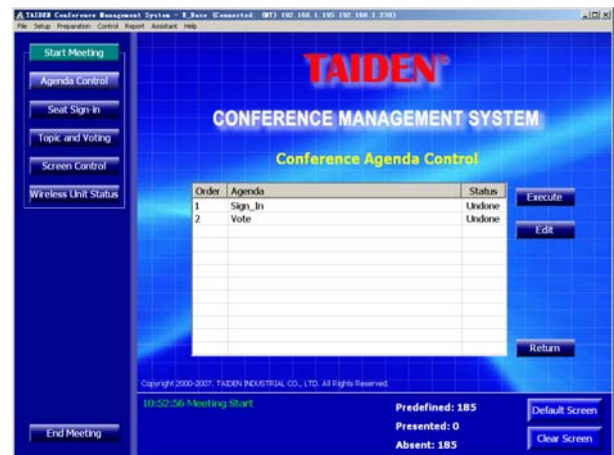 TAIDEN Conference Management System - X_Base (Connected: (MT) 192.168.1.195 192.168.1.230)
File Setup Preparation Control Report Assistant Help
Start Meeting
Agenda Control
Seat Sign-in
Topic and Voting
Screen Control
Wireless Unit Status
End Meeting
TAIDEN®
CONFERENCE MANAGEMENT SYSTEM
Conference Agenda Control
Order Agenda Status
1 Sign_In Undone
2 Vote Undone
Execute
Edit
Return
Copyright 2000-2007. TAIDEN INDUSTRIAL CO., LTD. All Rights Reserved.
10:52:56 Meeting Start
Predefined: 185
Presented: 0
Absent: 185
Default Screen
Clear Screen